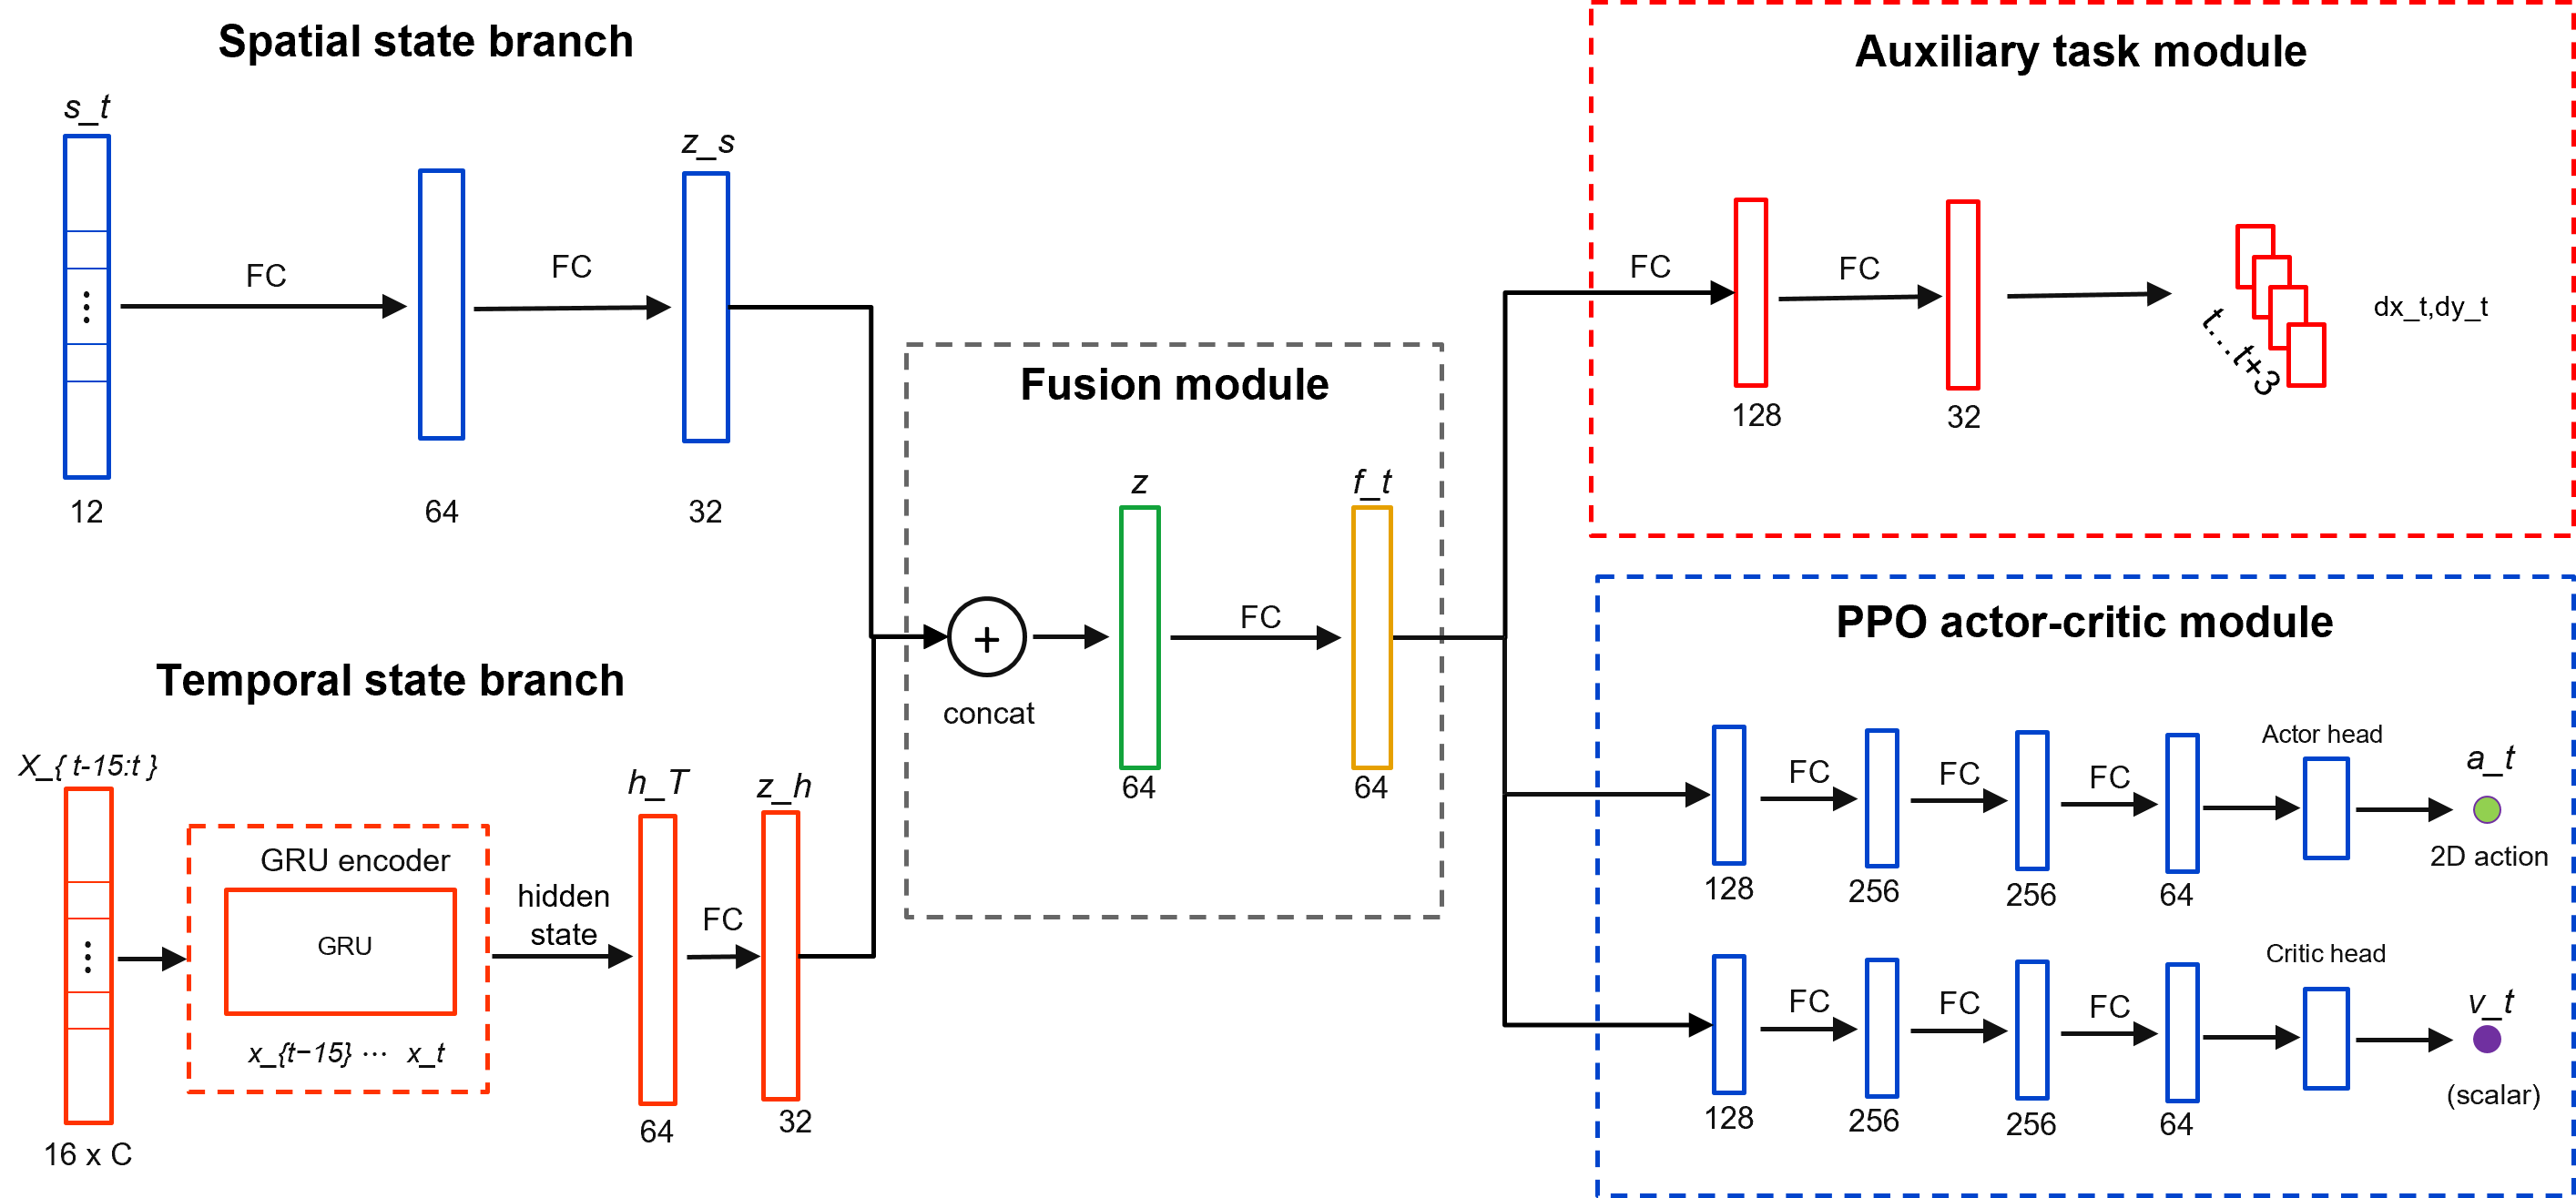 Spatial state branch
s_t
FC
FC
z_s
12
64
32
Temporal state branch
X_{ t-15:t }
GRU encoder
GRU
x_{t−15} ··· x_t
hidden
state
h_T
FC
z_h
16 x C
64
32
Fusion module
+
concat
z
FC
f_t
64
64
Auxiliary task module
FC
FC
128
32
t...t+3
dx_t,dy_t
PPO actor-critic module
FC
FC
FC
Actor head
a_t
128
256
256
64
2D action
FC
FC
FC
Critic head
v_t
128
256
256
64
(scalar)